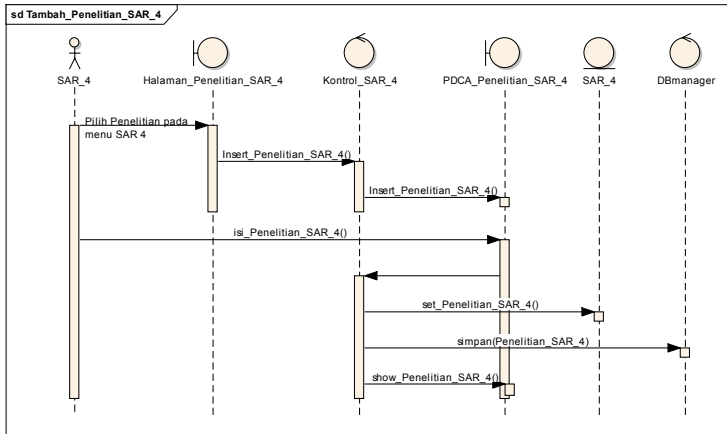 sd Tambah_Penelitian_SAR_4
SAR_4
Halaman_Penelitian_SAR_4
Kontrol_SAR_4
PDCA_Penelitian_SAR_4
SAR_4
DBmanager
Pilih Penelitian pada
menu SAR 4
Insert_Penelitian_SAR_4()
Insert_Penelitian_SAR_4()
isi_Penelitian_SAR_4()
set_Penelitian_SAR_4()
simpan(Penelitian_SAR_4)
show_Penelitian_SAR_4()